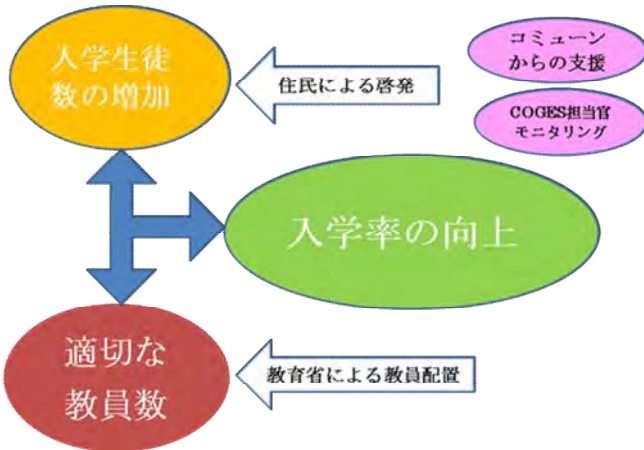 入学生徒
数の増加
住民による啓発
コミューン
からの支援
COGES担当官
モニタリング
入学率の向上
適切な
教員数
教育省による教員配置